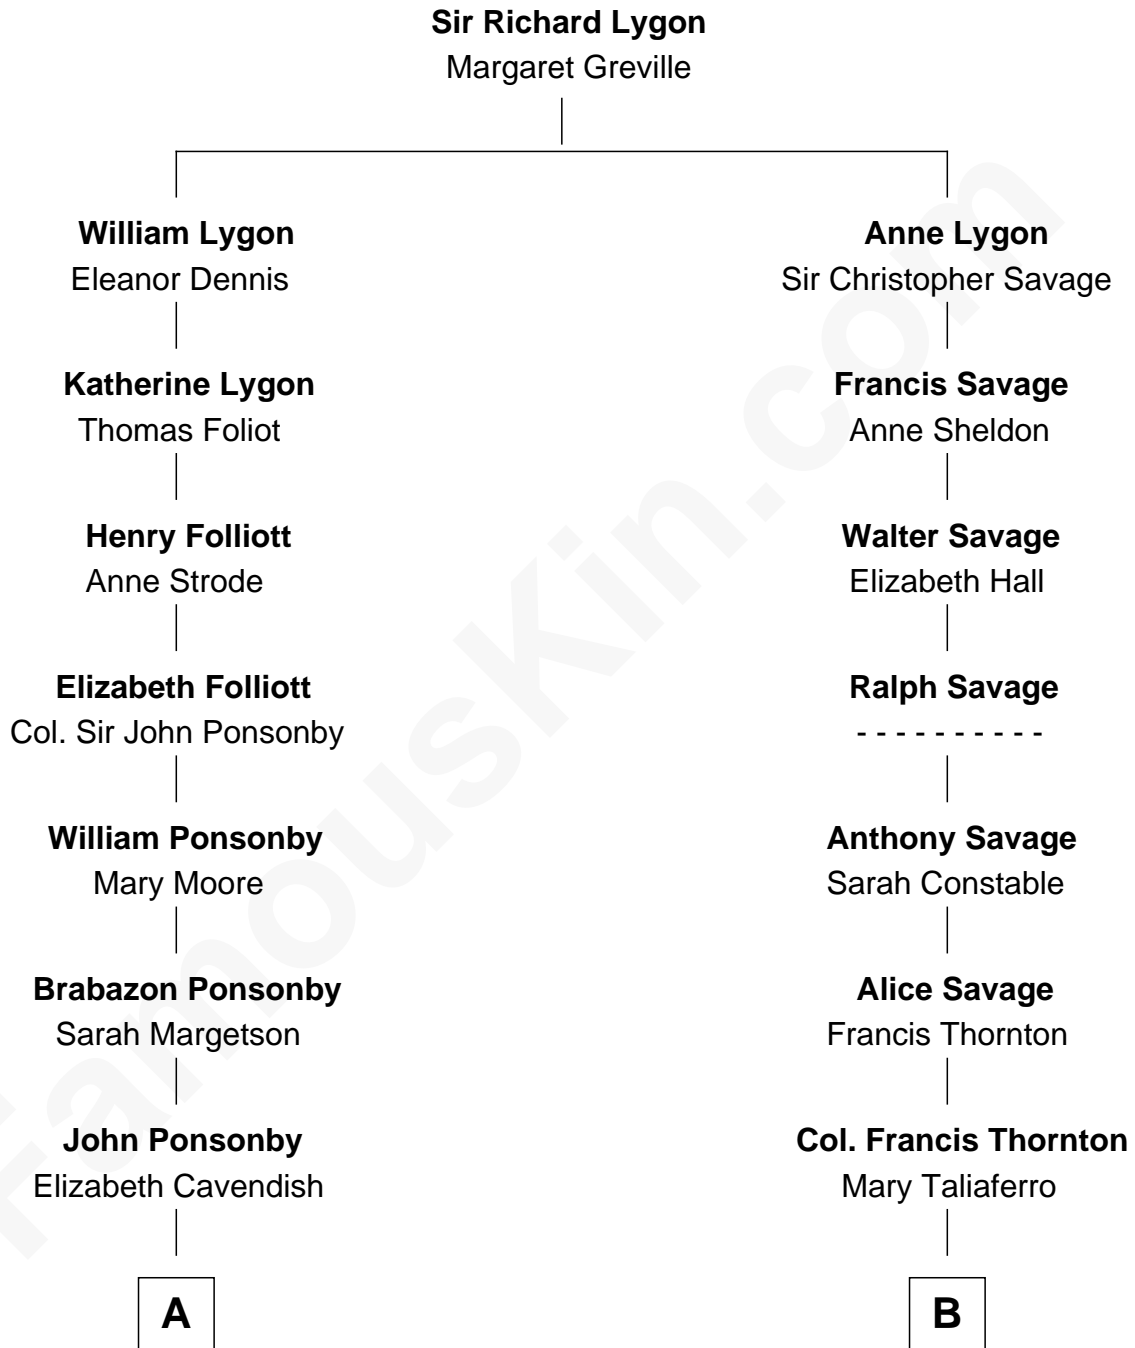 Sir Richard Lygon
Margaret Greville
William Lygon
Eleanor Dennis
Katherine Lygon
Thomas Foliot
Henry Folliott
Anne Strode
Elizabeth Folliott
Col. Sir John Ponsonby
William Ponsonby
Mary Moore
Brabazon Ponsonby
Sarah Margetson
John Ponsonby
Elizabeth Cavendish
A
Anne Lygon
Sir Christopher Savage
Francis Savage
Anne Sheldon
Walter Savage
Elizabeth Hall
Ralph Savage
- - - - - - - - - -
Anthony Savage
Sarah Constable
Alice Savage
Francis Thornton
Col. Francis Thornton
Mary Taliaferro
B
FamousKin.com